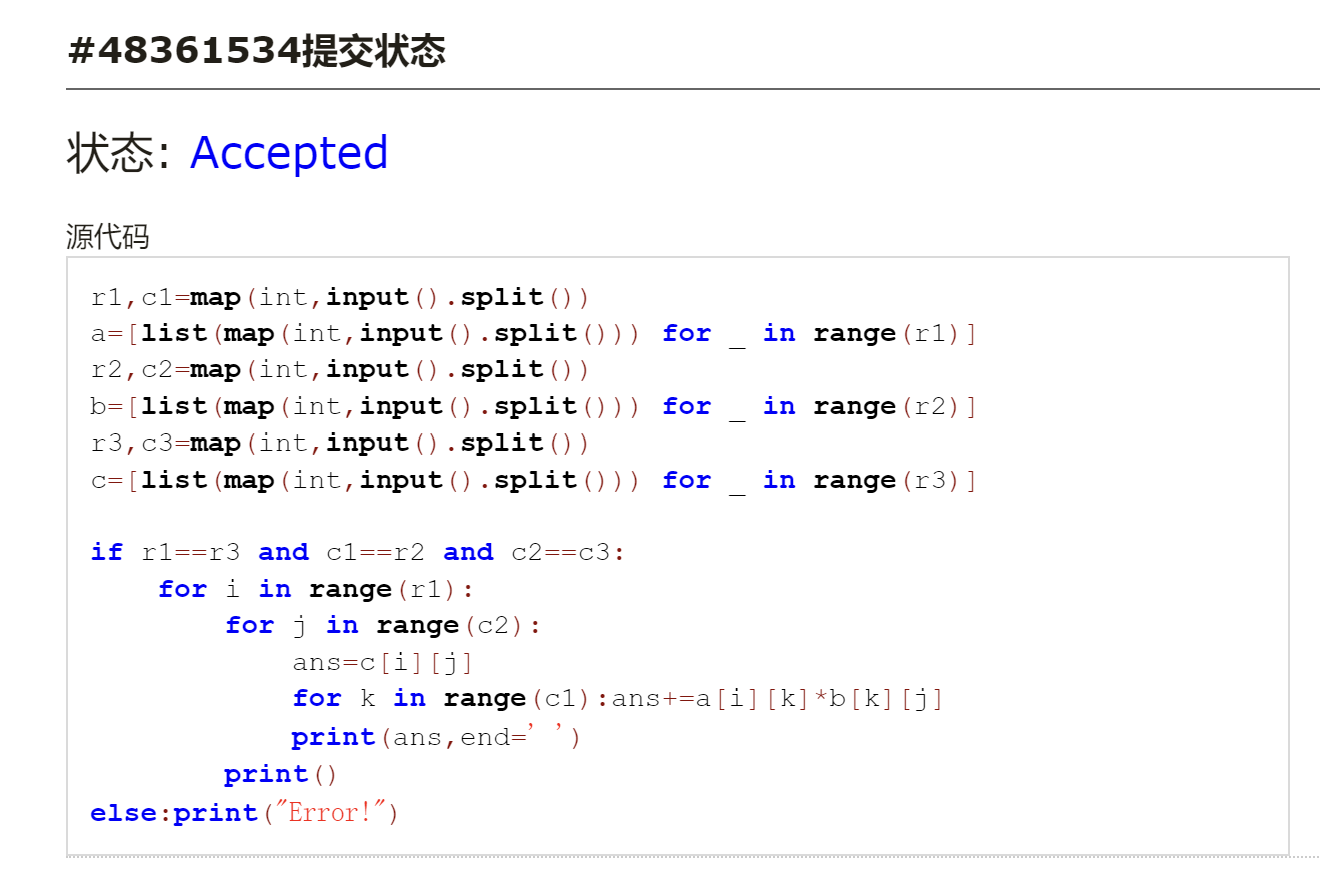 #48361534提交状态
状态: Accepted
源代码
r1,c1=map(int,input().split())
a=[list(map(int,input().split())) for _ in range(r1)]
r2,c2=map(int,input().split())
b=[list(map(int,input().split())) for _ in range(r2)]
r3,c3=map(int,input().split())
c=[list(map(int,input().split())) for _ in range(r3)]

if r1==r3 and c1==r2 and c2==c3:
    for i in range(r1):
        for j in range(c2):
            ans=c[i][j]
            for k in range(c1):ans+=a[i][k]*b[k][j]
            print(ans,end=' ')
        print()
else:print("Error!")